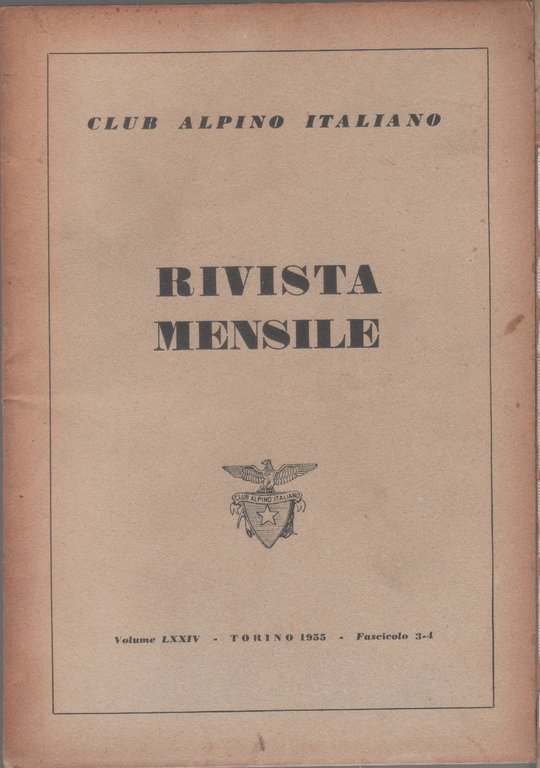 CLUB ALPINO ITALIANO
RIVISTA
MENSILE
CLUB ALPINO ITALIANO
Volume LXXIV - TORINO 1955 - Fascicolo 3-4